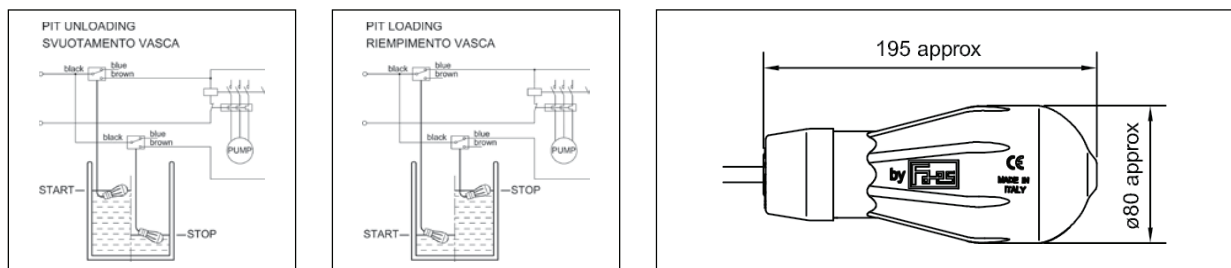 PIT UNLOADING
SVUOTAMENTO VASCA
black
blue
brown
black
blue
brown
PUMP
START
STOP
PIT LOADING
RIEMPIMENTO VASCA
black
blue
brown
black
blue
brown
PUMP
STOP
START
195 approx
by Faes
CE
MADE IN
ITALY
ø80 approx